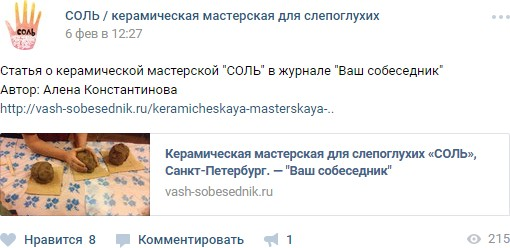 СОЛЬ
СОЛЬ / керамическая мастерская для слепоглухих
6 фев в 12:27
Статья о керамической мастерской "СОЛЬ" в журнале "Ваш собеседник"
Автор: Алена Константинова
http://vash-sobesednik.ru/keramicheskaya-masterskaya-..
Керамическая мастерская для слепоглухих «СОЛЬ»,
Санкт-Петербург. — "Ваш собеседник"
vash-sobesednik.ru
Нравится 8 Комментировать 1 215